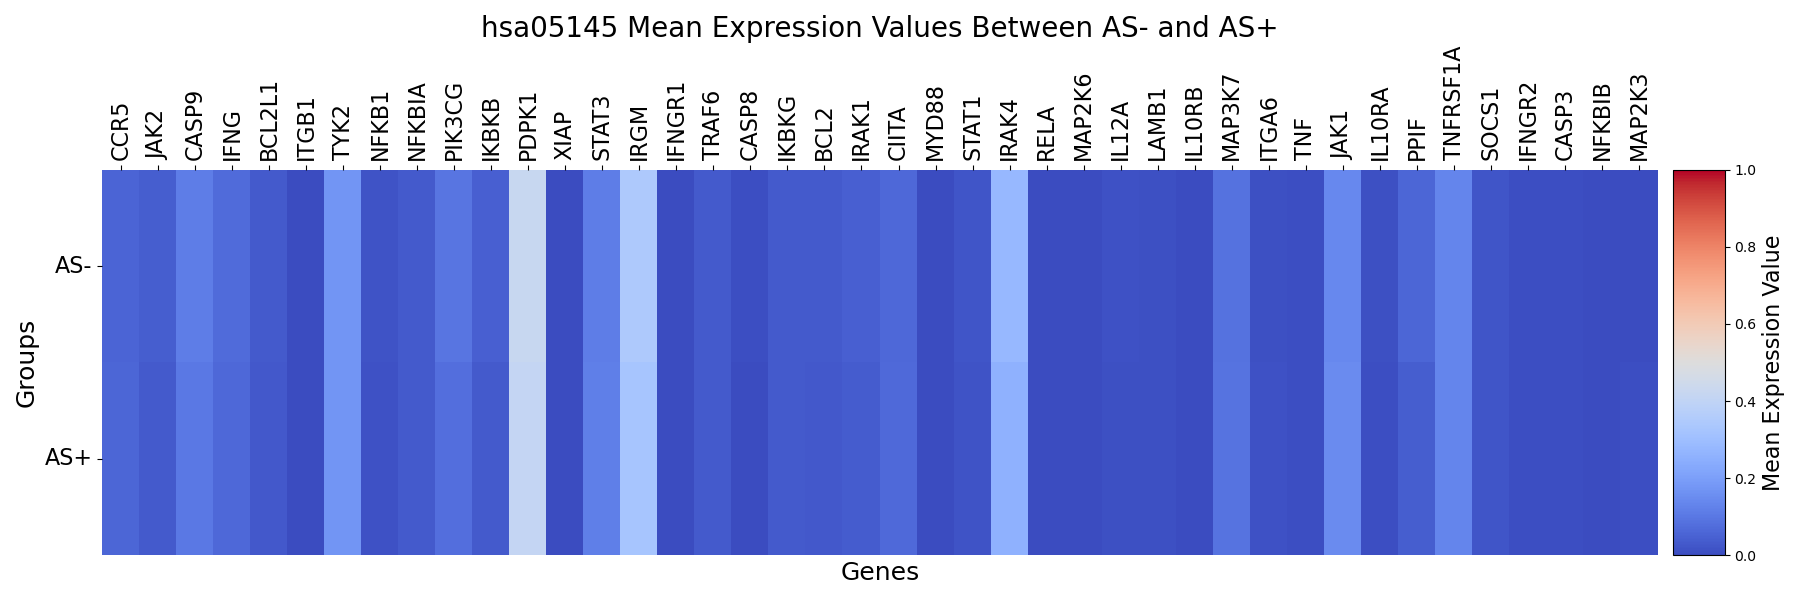 hsa05145 Mean Expression Values Between AS- and AS+
CCR5
JAK2
CASP9
IFNG
BCL2L1
ITGB1
TYK2
NFKB1
NFKBIA
PIK3CG
IKBKB
PDPK1
XIAP
STAT3
IRGM
IFNGR1
TRAF6
CASP8
IKBKG
BCL2
IRAK1
CIITA
MYD88
STAT1
IRAK4
RELA
MAP2K6
IL12A
LAMB1
IL10RB
MAP3K7
ITGA6
TNF
JAK1
IL10RA
PPIF
TNFRSF1A
SOCS1
IFNGR2
CASP3
NFKBIB
MAP2K3
AS-
AS+
Groups
Genes
1.0
0.8
0.6
0.4
0.2
0.0
Mean Expression Value